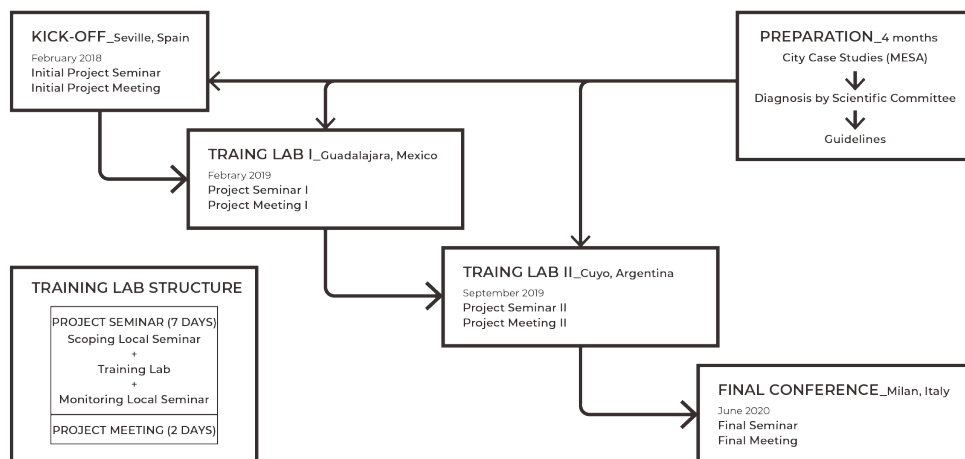 KICK-OFF_Seville, Spain
February 2018
Initial Project Seminar
Initial Project Meeting
PREPARATION_4 months
City Case Studies (MESA)
Diagnosis by Scientific Committee
Guidelines
TRAING LAB I_Guadalajara, Mexico
Febrary 2019
Project Seminar I
Project Meeting I
TRAING LAB II_Cuyo, Argentina
September 2019
Project Seminar II
Project Meeting II
TRAINING LAB STRUCTURE
PROJECT SEMINAR (7 DAYS)
Scoping Local Seminar
+
Training Lab
+
Monitoring Local Seminar
PROJECT MEETING (2 DAYS)
FINAL CONFERENCE_Milan, Italy
June 2020
Final Seminar
Final Meeting